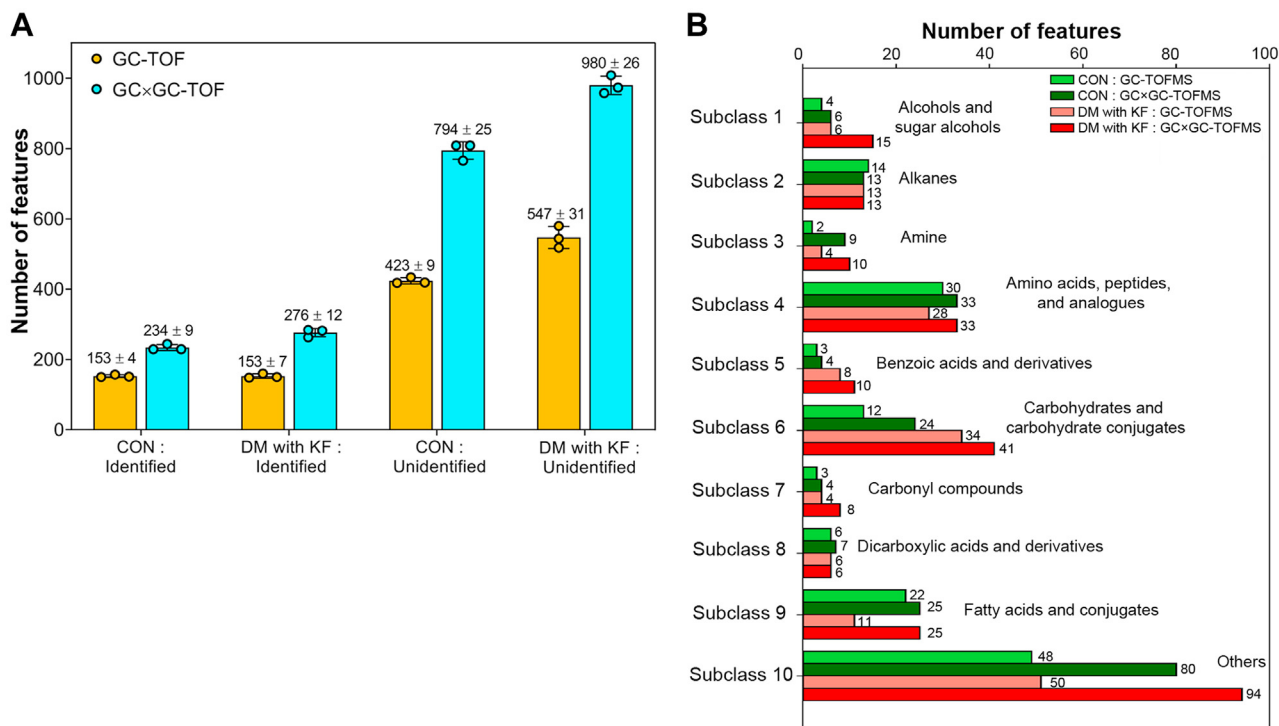 A
Number of features
1000
800
600
400
200
0
GC-TOF
GC×GC-TOF
153 ± 4
234 ± 9
153 ± 7
276 ± 12
423 ± 9
794 ± 25
547 ± 31
980 ± 26
CON :
Identified
DM with KF :
Identified
CON :
Unidentified
DM with KF :
Unidentified
B
Number of features
0 20 40 60 80 100
CON : GC-TOFMS
CON : GC×GC-TOFMS
DM with KF : GC-TOFMS
DM with KF : GC×GC-TOFMS
Subclass 1
4
6
6
15
Alcohols and
sugar alcohols
Subclass 2
14
13
13
13
Alkanes
Subclass 3
2
9
4
10
Amine
Subclass 4
30
33
28
33
Amino acids, peptides,
and analogues
Subclass 5
3
4
8
10
Benzoic acids and derivatives
Subclass 6
12
24
34
41
Carbohydrates and
carbohydrate conjugates
Subclass 7
3
4
4
8
Carbonyl compounds
Subclass 8
6
7
6
6
Dicarboxylic acids and derivatives
Subclass 9
22
25
11
25
Fatty acids and conjugates
Subclass 10
48
80
50
94
Others